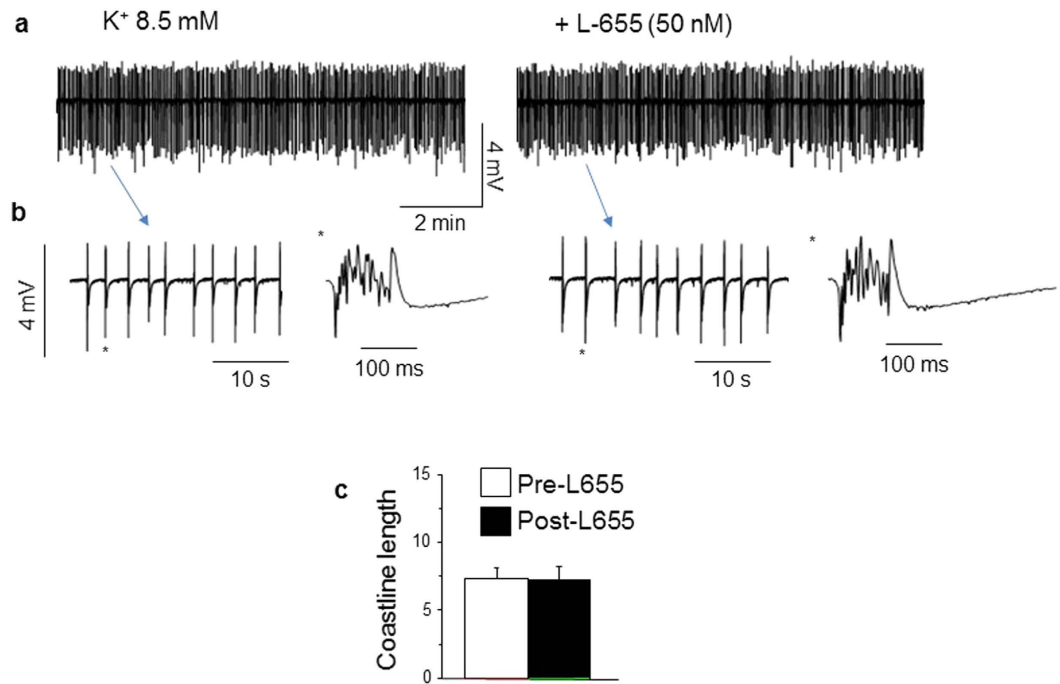 a
K⁺ 8.5 mM
+ L-655 (50 nM)
4 mV
2 min
b
4 mV
*
*
10 s
100 ms
*
*
10 s
100 ms
c
Coastline length
15
10
5
0
Pre-L655
Post-L655